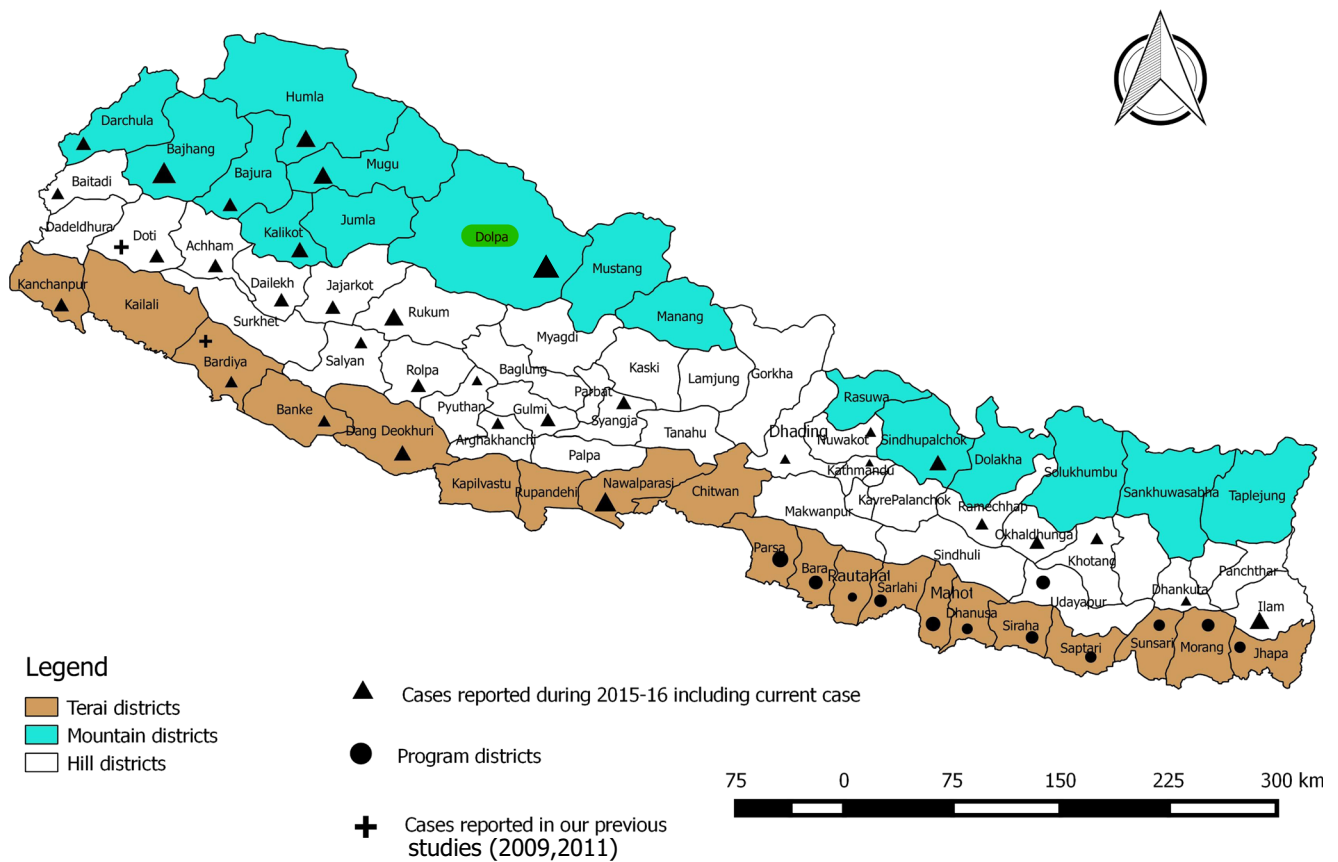 Humla
Darchula
Bajhang
Mugu
Bajura
Baitadi
Jumla
Dadeldhura
Doti
Kalikot
Dolpa
Achham
Mustang
Kanchanpur
Dailekh
Jajarkot
Kailali
Rukum
Manang
Surkhet
Myagdi
Bardiya
Salyan
Rolpa
Baglung
Kaski
Lamjung
Gorkha
Parbat
Rasuwa
Banke
Pyuthan
Gulmi
Syangja
Dang Deokhuri
Tanahu
Dhading
Nuwakot
Sindhupalchok
Arghakhanchi
Palpa
Dolakha
Kathmandu
Solukhumbu
Kapilvastu
Rupandehi
Nawalparasi
Chitwan
Sankhuwasabha
Taplejung
KavrePalanchok
Makwanpur
Ramechhap
Okhaldhunga
Parsa
Sindhuli
Khotang
Bara
Rautahat
Panchthar
Sarlahi
Mahot
Dhankuta
Udayapur
Ilam
Dhanusa
Siraha
Saptari
Sunsari
Morang
Jhapa
Legend
Terai districts
Mountain districts
Hill districts
Cases reported during 2015-16 including current case
Program districts
Cases reported in our previous
studies (2009,2011)
75 0 75 150 225 300 km